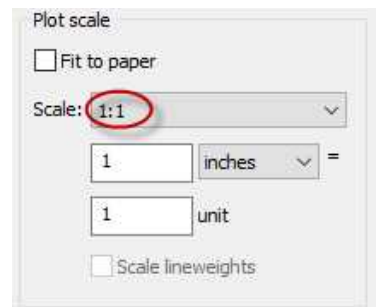 Plot scale
Fit to paper
Scale: 1:1
1 inches =
1 unit
Scale lineweights